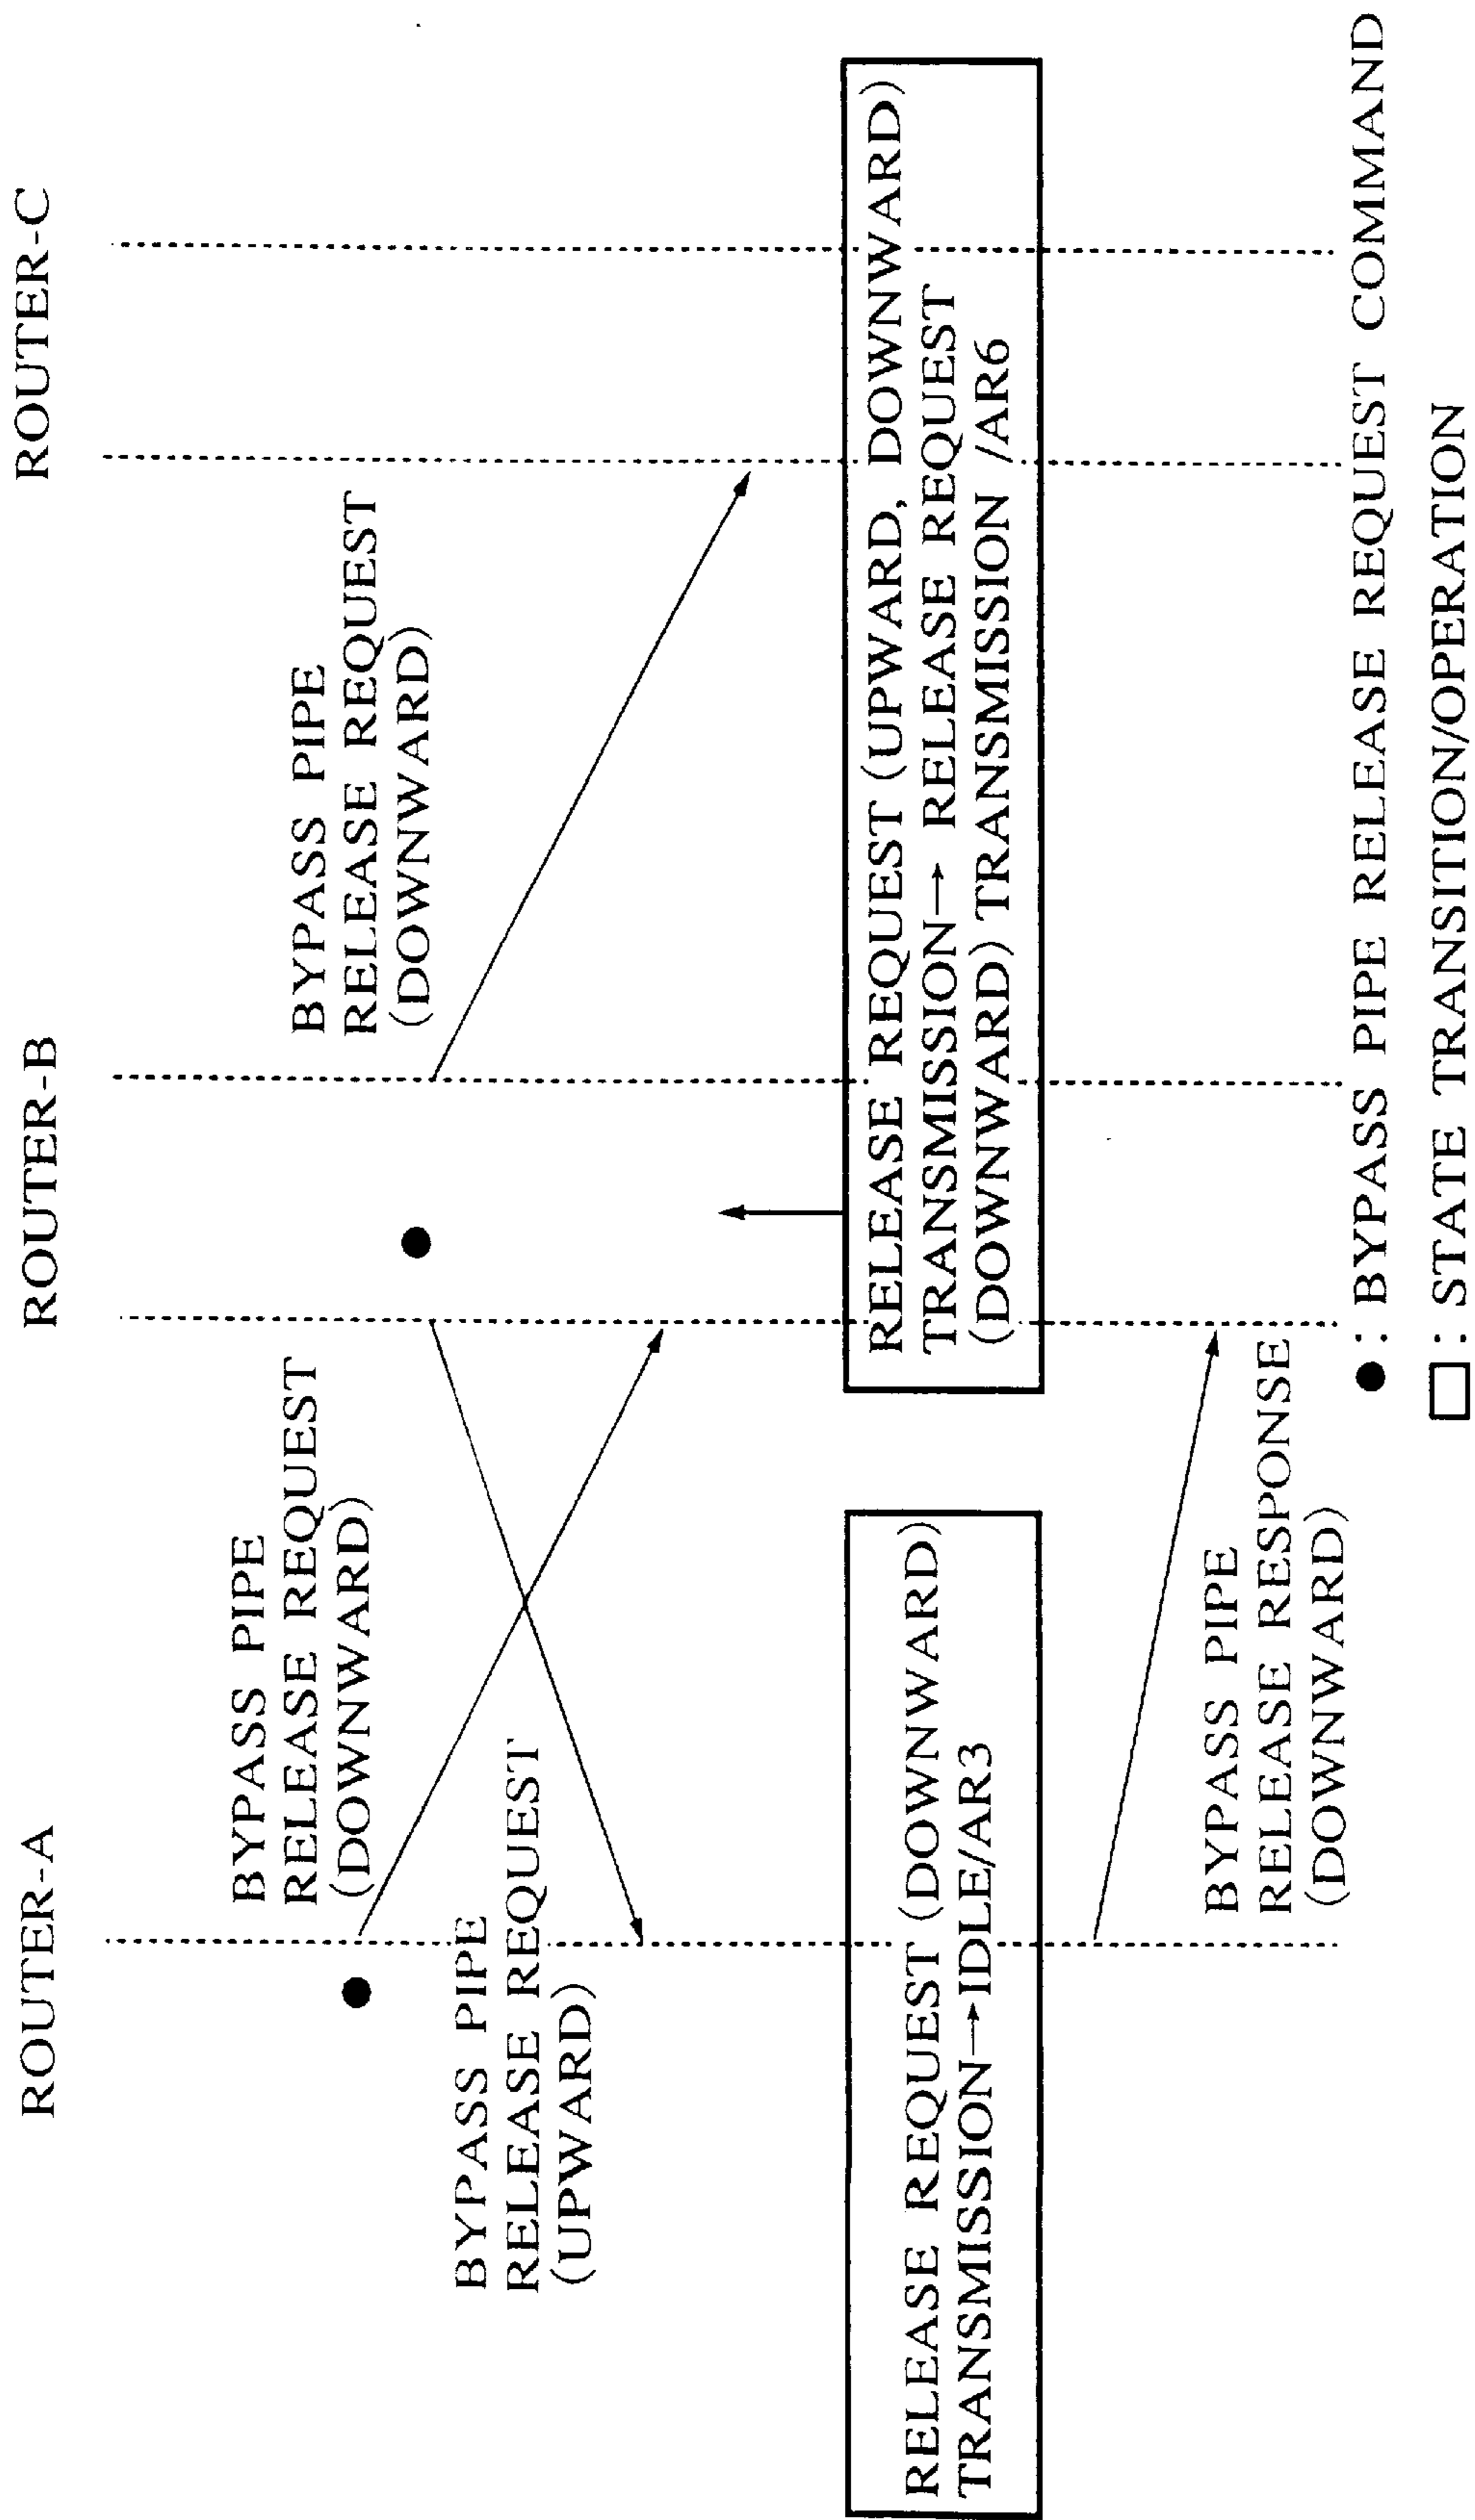 ROUTER-A
ROUTER-B
ROUTER-C
BYPASS PIPE
RELEASE REQUEST
(DOWNWARD)
BYPASS PIPE
RELEASE REQUEST
(DOWNWARD)
BYPASS PIPE
RELEASE REQUEST
(UPWARD)
RELEASE REQUEST (DOWNWARD)
TRANSMISSION→IDLE/AR3
RELEASE REQUEST (UPWARD, DOWNWARD)
TRANSMISSION→ RELEASE REQUEST
(DOWNWARD) TRANSMISSION /AR6
BYPASS PIPE
RELEASE RESPONSE
(DOWNWARD)
●: BYPASS PIPE RELEASE REQUEST COMMAND
□: STATE TRANSITION/OPERATION